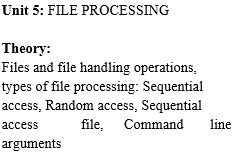 Unit 5: FILE PROCESSING
Theory:
Files and file handling operations,
types of file processing: Sequential
access, Random access, Sequential
access file, Command line
arguments